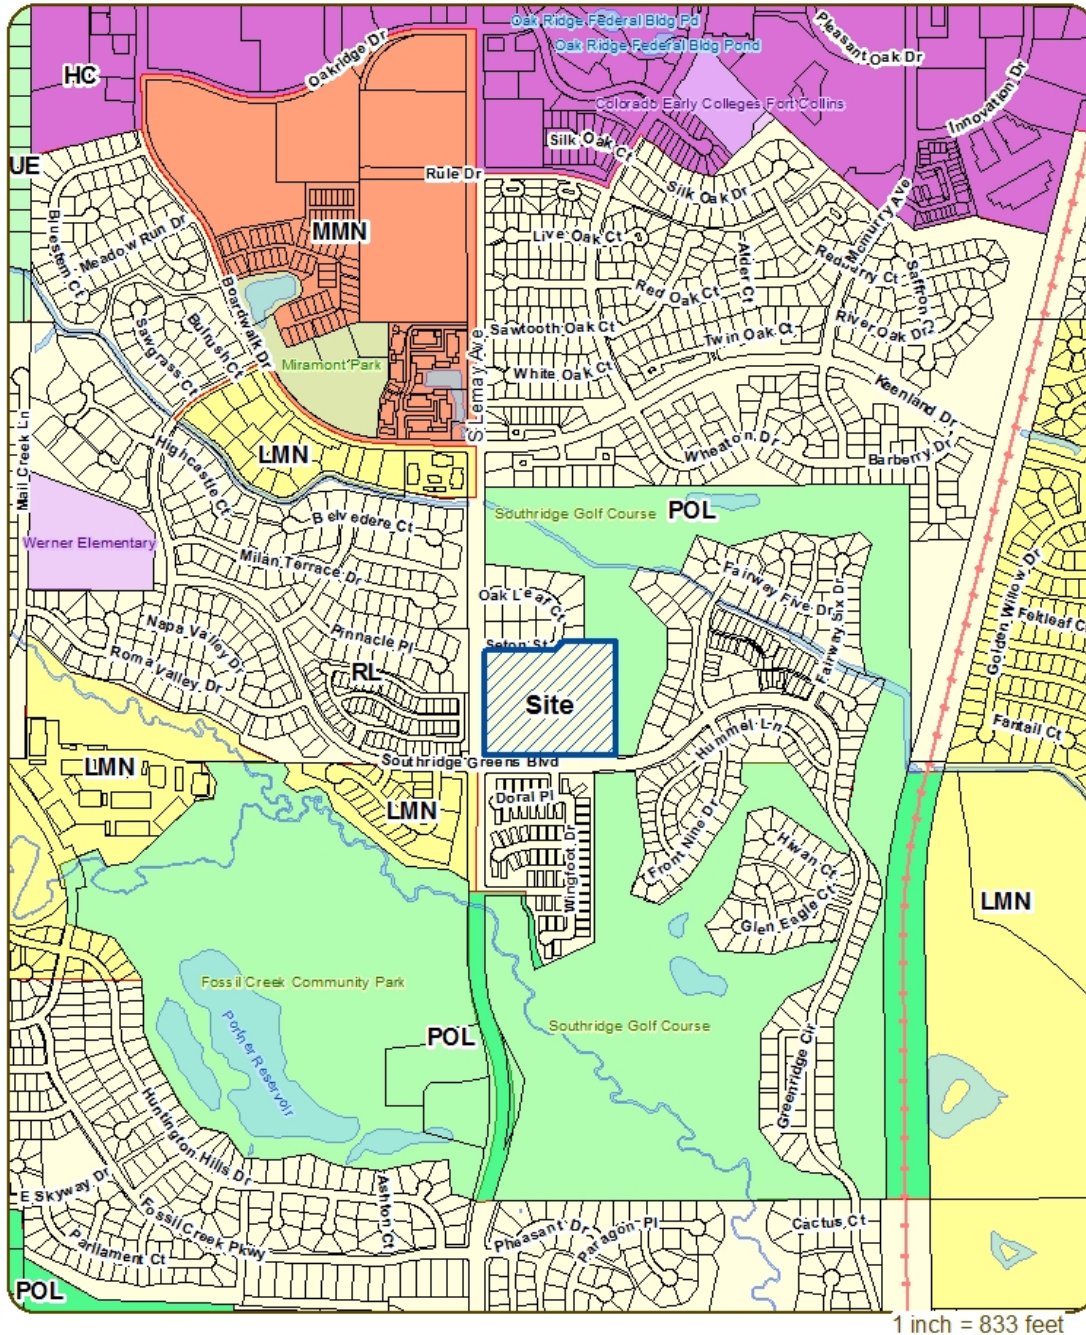 Oak Ridge Federal Bldg Pd
Pleasant Oak Dr
Oakridge Dr
Oak Ridge Federal Bldg Pond
HC
Innovation Dr
Colorado Early Colleges Fort Collins
Silk Oak Ct
UE
Rule Dr
Silk Oak Dr
Bluestem Ct
Meadow Run Dr
MMN
Live Oak Ct
Alder Ct
Mcmurry Ave
Redberry Ct
Saffron
Boardwalk Dr
Red Oak Ct
Sawgrass Ct
Bulrush Ct
Sawtooth Oak Ct
Twin Oak Ct
River Oak Dr
Miramont Park
S Lemay Ave
White Oak Ct
Keenland Dr
Mail Creek Ln
Highcastle Ct
LMN
Wheaton Dr
Barberry Dr
Belvedere Ct
Southridge Golf Course
POL
Werner Elementary
Milan Terrace Dr
Fairway Five Dr
Fairway Six Dr
Golden Willow Dr
Oak Leaf Ct
Feltleaf C
Napa Valley Dr
Pinnacle Pl
Seton St
Roma Valley Dr
RL
Site
Hummel Ln
Fantail Ct
Southridge Greens Blvd
LMN
LMN
Doral Pl
Wingfoot Dr
Front Nine Dr
Hiwan Ct
Glen Eagle Ct
LMN
Fossil Creek Community Park
Portner Reservoir
POL
Southridge Golf Course
Greenridge Cir
Huntington Hills Dr
E Skyway Dr
Ashton Ct
Fossil Creek Pkwy
Parliament Ct
Pheasant Dr
Paragon Pl
Cactus Ct
POL
1 inch = 833 feet